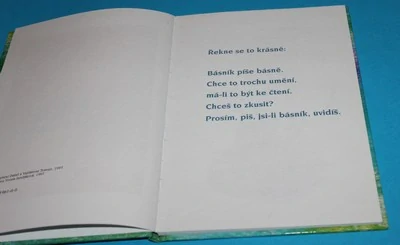 Řekne se to krásně:
Básník píše básně.
Chce to trochu umění,
má-li to být ke čtení.
Chceš to zkusit?
Prosím, piš, jsi-li básník, uvidíš.